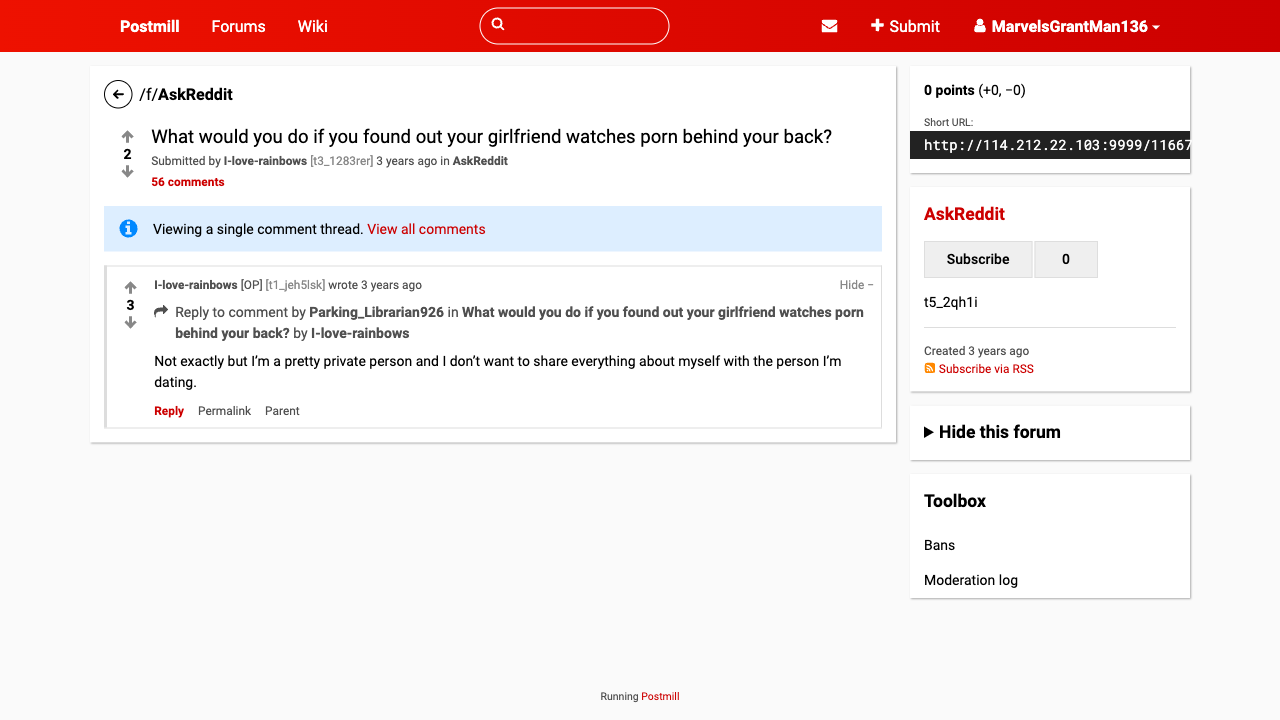 Postmill
Forums
Wiki
Submit
MarvelsGrantMan136
/f/AskReddit
2
What would you do if you found out your girlfriend watches porn behind your back?
Submitted by I-love-rainbows [t3_1283rer] 3 years ago in AskReddit
56 comments
Viewing a single comment thread. View all comments
3
I-love-rainbows [OP] [t1_jeh5lsk] wrote 3 years ago
Hide −
Reply to comment by Parking_Librarian926 in What would you do if you found out your girlfriend watches porn
behind your back? by I-love-rainbows
Not exactly but I’m a pretty private person and I don’t want to share everything about myself with the person I’m
dating.
Reply Permalink Parent
0 points (+0, −0)
Short URL:
http://114.212.22.103:9999/11667
AskReddit
Subscribe 0
t5_2qh1i
Created 3 years ago
Subscribe via RSS
Hide this forum
Toolbox
Bans
Moderation log
Running Postmill